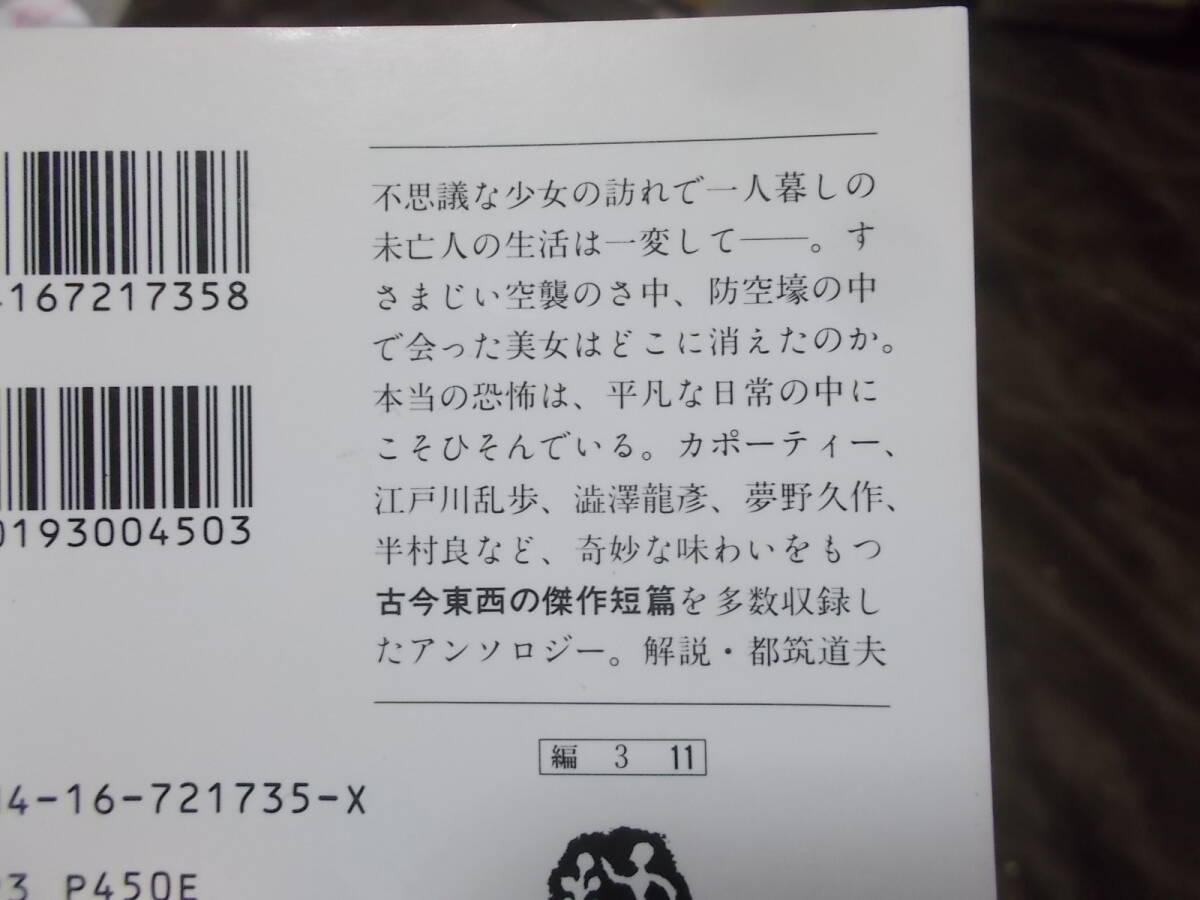 不思議な少女の訪れで一人暮しの
未亡人の生活は一変して――。す
さまじい空襲のさ中、防空壕の中
で会った美女はどこに消えたのか。
本当の恐怖は、平凡な日常の中に
こそひそんでいる。カポーティー、
江戸川乱歩、澁澤龍彥、夢野久作、
半村良など、奇妙な味わいをもつ
古今東西の傑作短篇を多数収録し
たアンソロジー。解説・都筑道夫
編 3 11
4167217358
0193004503
4-16-721735-X
93 P450E